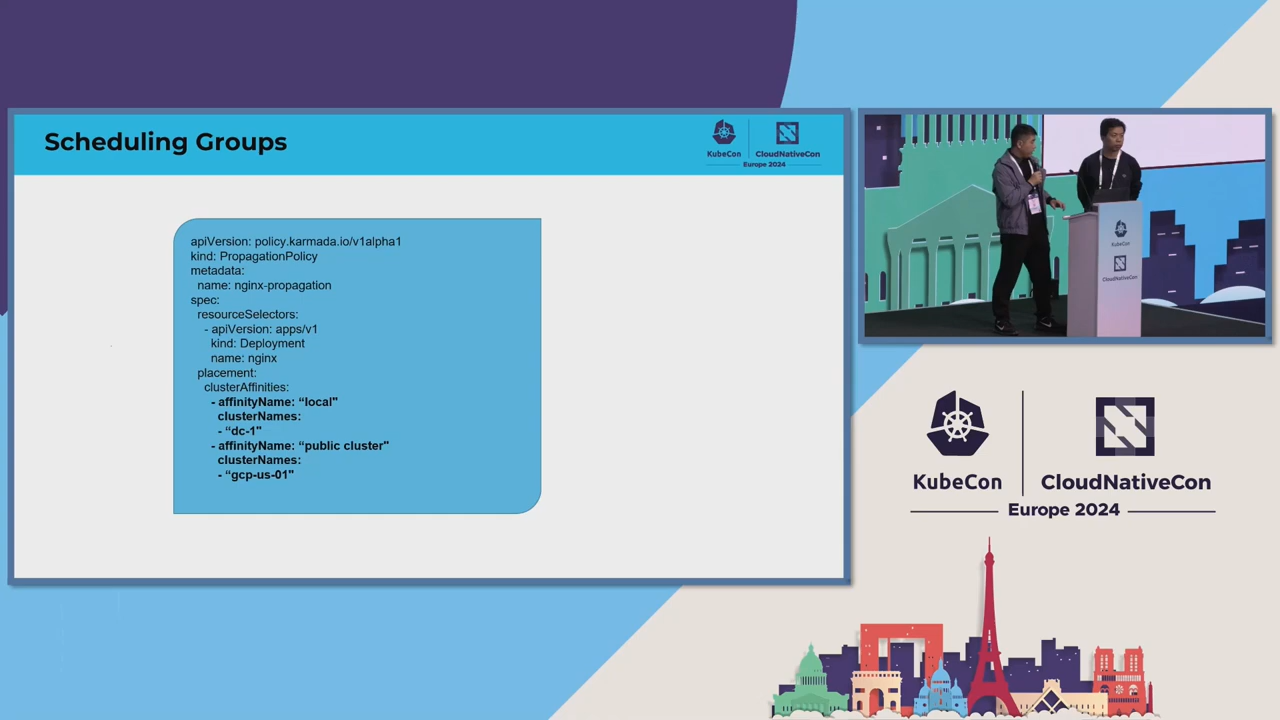 Scheduling Groups
KubeCon
CloudNativeCon
Europe 2024
apiVersion: policy.karmada.io/v1alpha1
kind: PropagationPolicy
metadata:
name: nginx-propagation
spec:
resourceSelectors:
- apiVersion: apps/v1
kind: Deployment
name: nginx
placement:
clusterAffinities:
- affinityName: “local"
clusterNames:
- “dc-1"
- affinityName: “public cluster"
clusterNames:
- “gcp-us-01"
KubeCon
CloudNativeCon
KubeCon
CloudNativeCon
Europe 2024